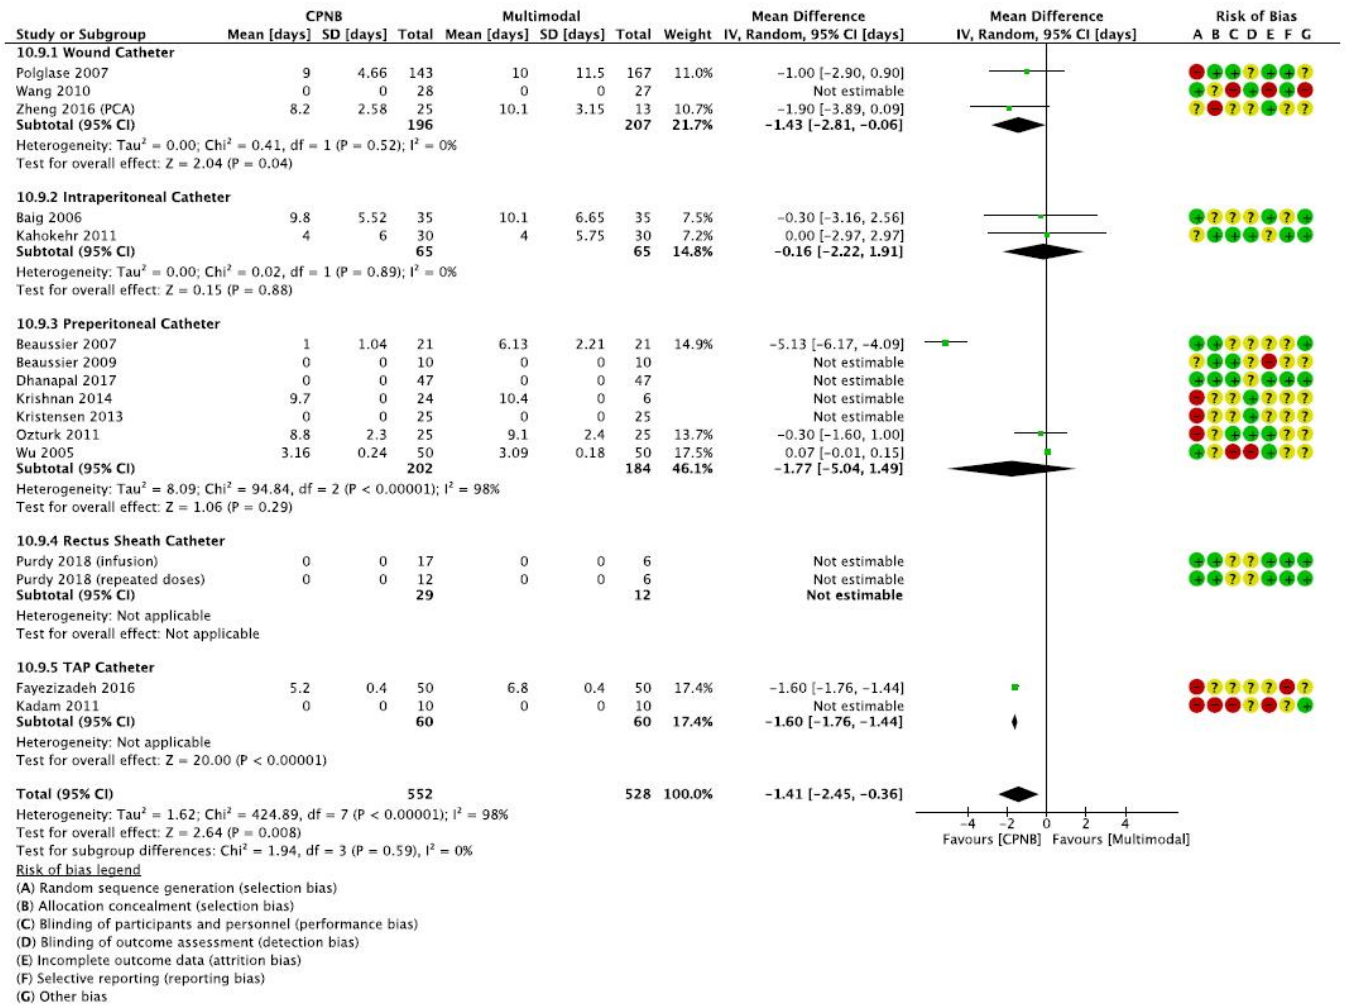 CPNB Multimodal Mean Difference Mean Difference Risk of Bias
Study or Subgroup Mean [days] SD [days] Total Mean [days] SD [days] Total Weight IV, Random, 95% CI [days] IV, Random, 95% CI [days] A B C D E F G
10.9.1 Wound Catheter
Polglase 2007 9 4.66 143 10 11.5 167 11.0% -1.00 [-2.90, 0.90] - + + ? + + ?
Wang 2010 0 0 28 0 0 27 Not estimable + ? - + - + -
Zheng 2016 (PCA) 8.2 2.58 25 10.1 3.15 13 10.7% -1.90 [-3.89, 0.09] ? - ? ? + ? ?
Subtotal (95% CI) 196 207 21.7% -1.43 [-2.81, -0.06]
Heterogeneity: Tau² = 0.00; Chi² = 0.41, df = 1 (P = 0.52); I² = 0%
Test for overall effect: Z = 2.04 (P = 0.04)
10.9.2 Intraperitoneal Catheter
Baig 2006 9.8 5.52 35 10.1 6.65 35 7.5% -0.30 [-3.16, 2.56] + ? ? ? + ? +
Kahokehr 2011 4 6 30 4 5.75 30 7.2% 0.00 [-2.97, 2.97] ? + + + ? + +
Subtotal (95% CI) 65 65 14.8% -0.16 [-2.22, 1.91]
Heterogeneity: Tau² = 0.00; Chi² = 0.02, df = 1 (P = 0.89); I² = 0%
Test for overall effect: Z = 0.15 (P = 0.88)
10.9.3 Preperitoneal Catheter
Beaussier 2007 1 1.04 21 6.13 2.21 21 14.9% -5.13 [-6.17, -4.09] + + ? ? ? ? +
Beaussier 2009 0 0 10 0 0 10 Not estimable ? + + ? - ? ?
Dhanapal 2017 0 0 47 0 0 47 Not estimable + + + ? + + +
Krishnan 2014 9.7 0 24 10.4 0 6 Not estimable - ? ? + ? ? ?
Kristensen 2013 0 0 25 0 0 25 Not estimable - ? ? + ? ? ?
Ozturk 2011 8.8 2.3 25 9.1 2.4 25 13.7% -0.30 [-1.60, 1.00] - ? + + + ? ?
Wu 2005 3.16 0.24 50 3.09 0.18 50 17.5% 0.07 [-0.01, 0.15] + ? - - ? ? ?
Subtotal (95% CI) 202 184 46.1% -1.77 [-5.04, 1.49]
Heterogeneity: Tau² = 8.09; Chi² = 94.84, df = 2 (P < 0.00001); I² = 98%
Test for overall effect: Z = 1.06 (P = 0.29)
10.9.4 Rectus Sheath Catheter
Purdy 2018 (infusion) 0 0 17 0 0 6 Not estimable + + ? ? + + +
Purdy 2018 (repeated doses) 0 0 12 0 0 6 Not estimable + + ? ? + + +
Subtotal (95% CI) 29 12 Not estimable
Heterogeneity: Not applicable
Test for overall effect: Not applicable
10.9.5 TAP Catheter
Fayezizadeh 2016 5.2 0.4 50 6.8 0.4 50 17.4% -1.60 [-1.76, -1.44] - ? ? ? ? - ?
Kadam 2011 0 0 10 0 0 10 Not estimable - - - ? - ? +
Subtotal (95% CI) 60 60 17.4% -1.60 [-1.76, -1.44]
Heterogeneity: Not applicable
Test for overall effect: Z = 20.00 (P < 0.00001)
Total (95% CI) 552 528 100.0% -1.41 [-2.45, -0.36]
Heterogeneity: Tau² = 1.62; Chi² = 424.89, df = 7 (P < 0.00001); I² = 98%
Test for overall effect: Z = 2.64 (P = 0.008)
Test for subgroup differences: Chi² = 1.94, df = 3 (P = 0.59), I² = 0%
-4 -2 0 2 4
Favours [CPNB] Favours [Multimodal]
Risk of bias legend
(A) Random sequence generation (selection bias)
(B) Allocation concealment (selection bias)
(C) Blinding of participants and personnel (performance bias)
(D) Blinding of outcome assessment (detection bias)
(E) Incomplete outcome data (attrition bias)
(F) Selective reporting (reporting bias)
(G) Other bias